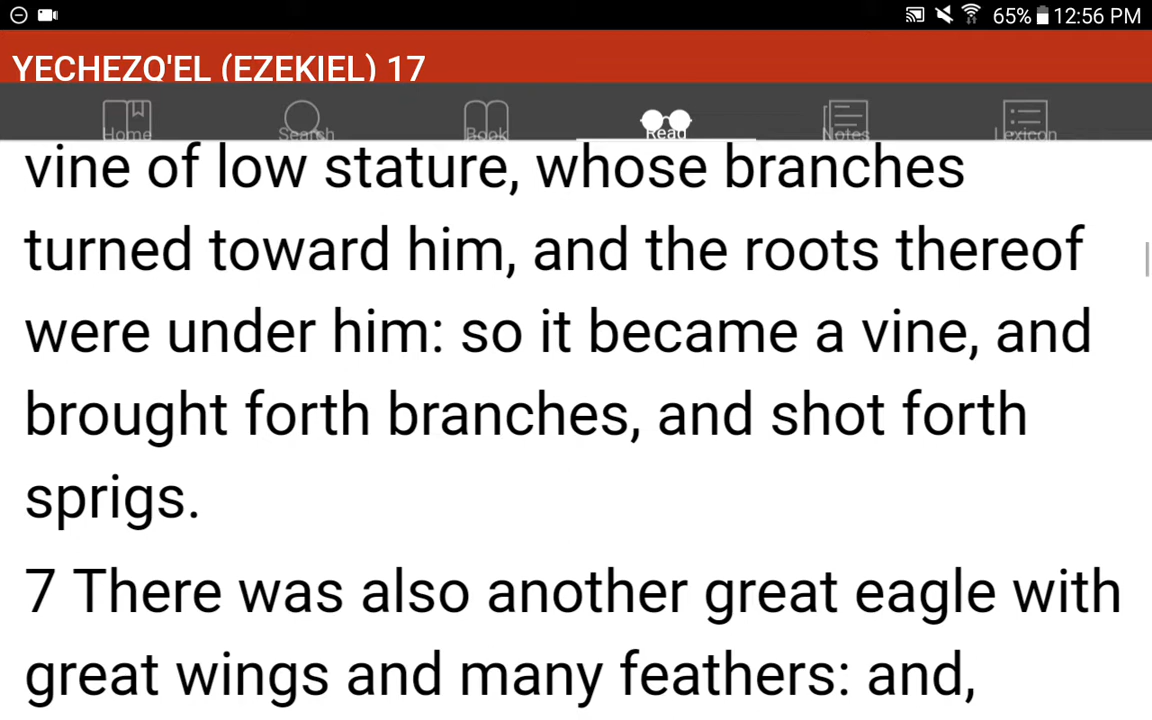 65% 12:56 PM
YECHEZQ'EL (EZEKIEL) 17
Home Search Book Read Notes Lexicon
vine of low stature, whose branches
turned toward him, and the roots thereof
were under him: so it became a vine, and
brought forth branches, and shot forth
sprigs.
7 There was also another great eagle with
great wings and many feathers: and,